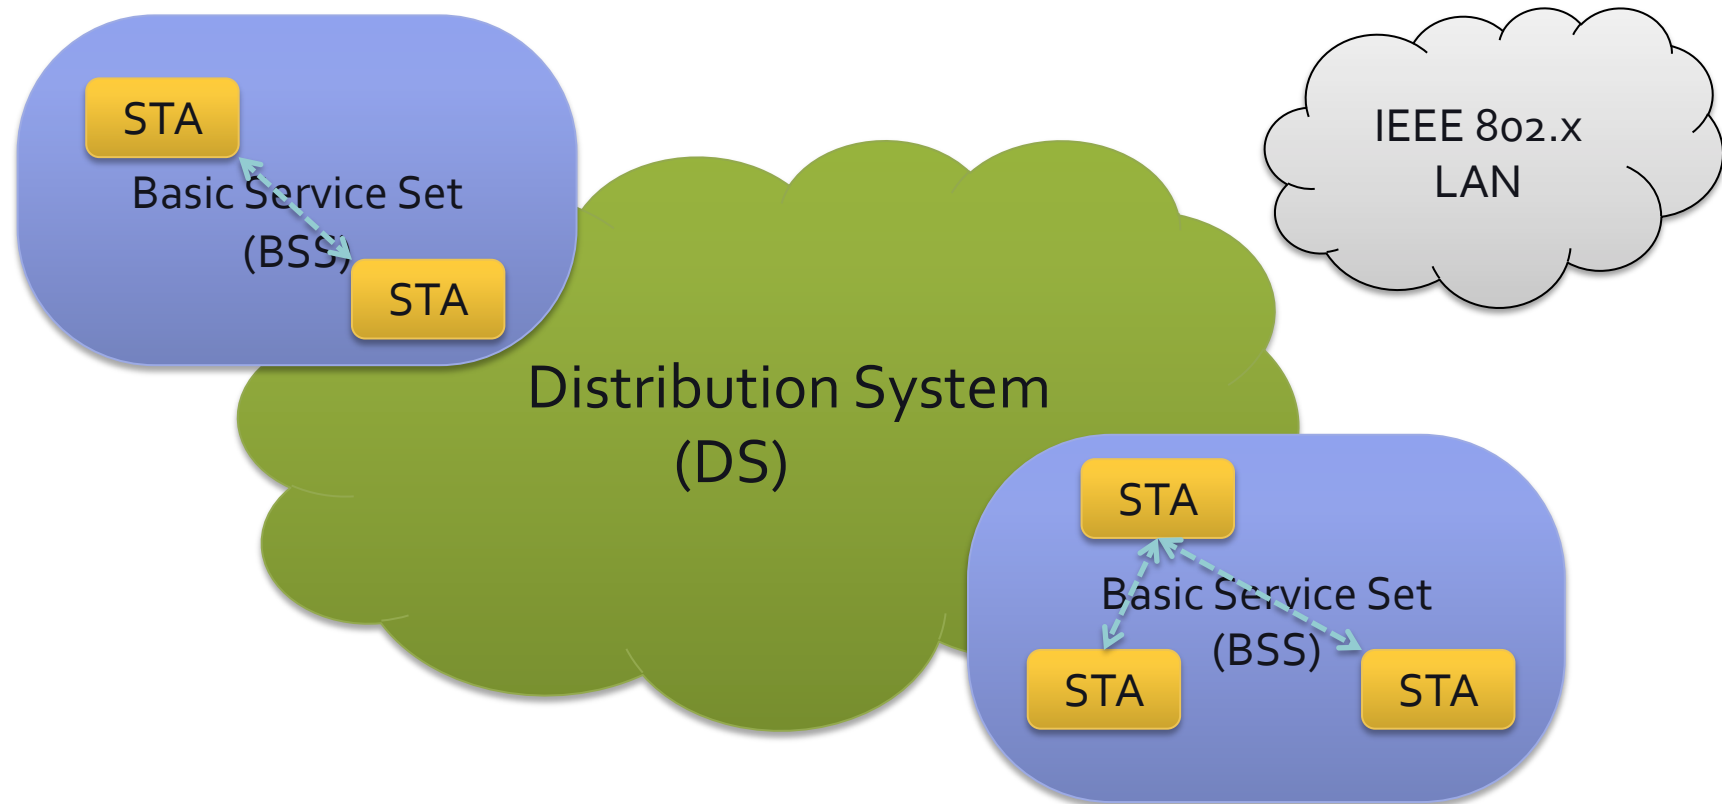 STA
Basic Service Set
(BSS)
STA
IEEE 802.x
LAN
Distribution System
(DS)
STA
Basic Service Set
(BSS)
STA
STA